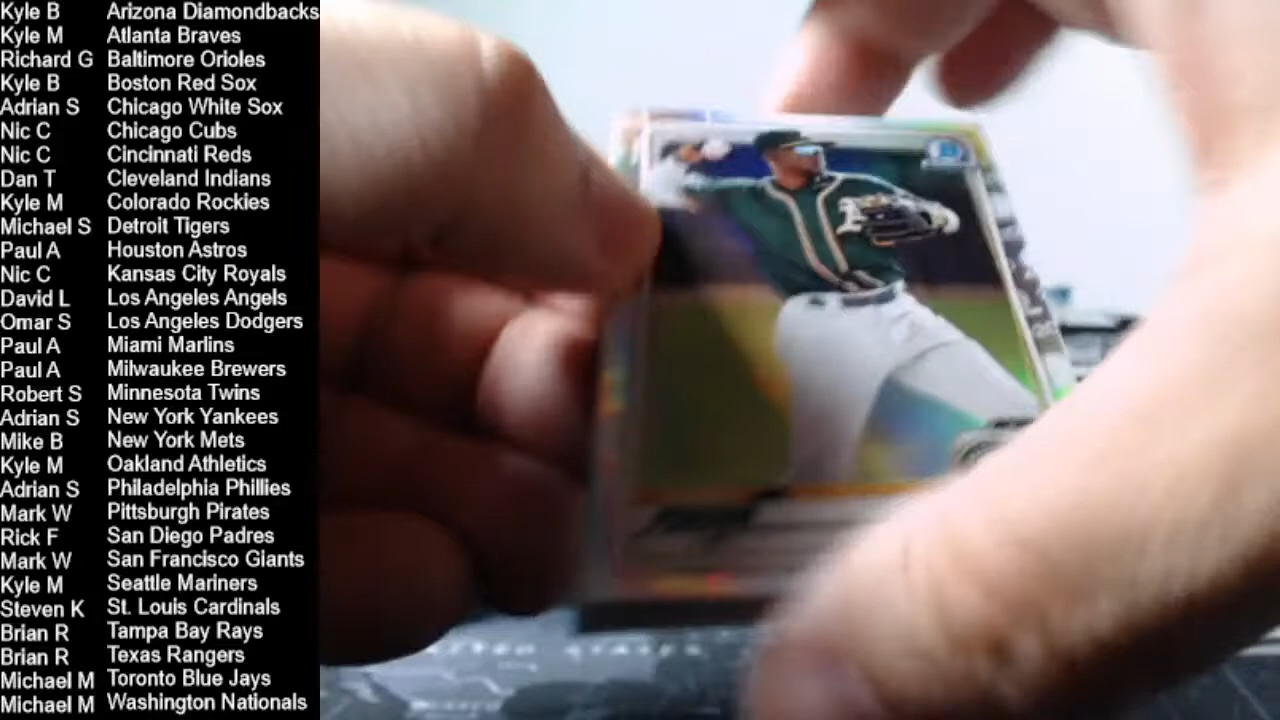 Kyle B Arizona Diamondbacks
Kyle M Atlanta Braves
Richard G Baltimore Orioles
Kyle B Boston Red Sox
Adrian S Chicago White Sox
Nic C Chicago Cubs
Nic C Cincinnati Reds
Dan T Cleveland Indians
Kyle M Colorado Rockies
Michael S Detroit Tigers
Paul A Houston Astros
Nic C Kansas City Royals
David L Los Angeles Angels
Omar S Los Angeles Dodgers
Paul A Miami Marlins
Paul A Milwaukee Brewers
Robert S Minnesota Twins
Adrian S New York Yankees
Mike B New York Mets
Kyle M Oakland Athletics
Adrian S Philadelphia Phillies
Mark W Pittsburgh Pirates
Rick F San Diego Padres
Mark W San Francisco Giants
Kyle M Seattle Mariners
Steven K St. Louis Cardinals
Brian R Tampa Bay Rays
Brian R Texas Rangers
Michael M Toronto Blue Jays
Michael M Washington Nationals